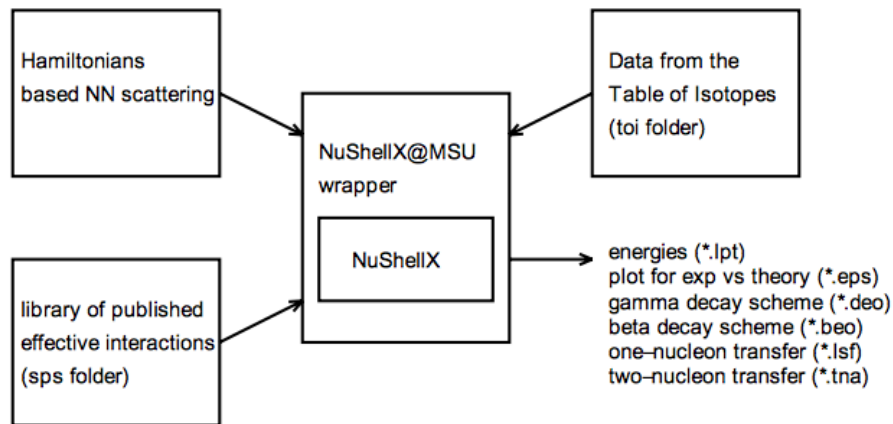 Hamiltonians
based NN scattering
Data from the
Table of Isotopes
(toi folder)
NuShellX@MSU
wrapper
NuShellX
library of published
effective interactions
(sps folder)
energies (*.lpt)
plot for exp vs theory (*.eps)
gamma decay scheme (*.deo)
beta decay scheme (*.beo)
one–nucleon transfer (*.lsf)
two–nucleon transfer (*.tna)